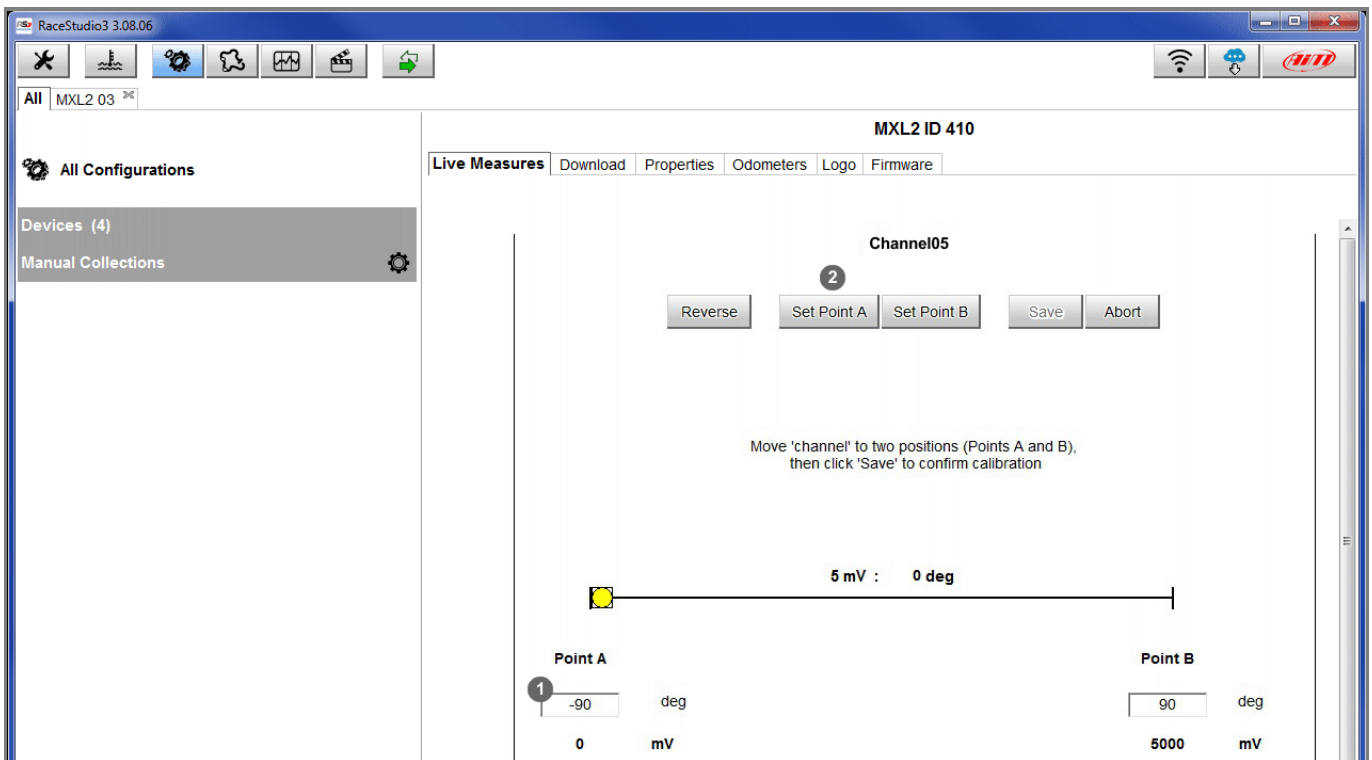 RaceStudio3 3.08.06
AiM
All MXL2 03
MXL2 ID 410
All Configurations
Live Measures Download Properties Odometers Logo Firmware
Devices (4)
Manual Collections
Channel05
2
Reverse Set Point A Set Point B Save Abort
Move 'channel' to two positions (Points A and B),
then click 'Save' to confirm calibration
5 mV : 0 deg
Point A Point B
1
-90 deg 90 deg
0 mV 5000 mV